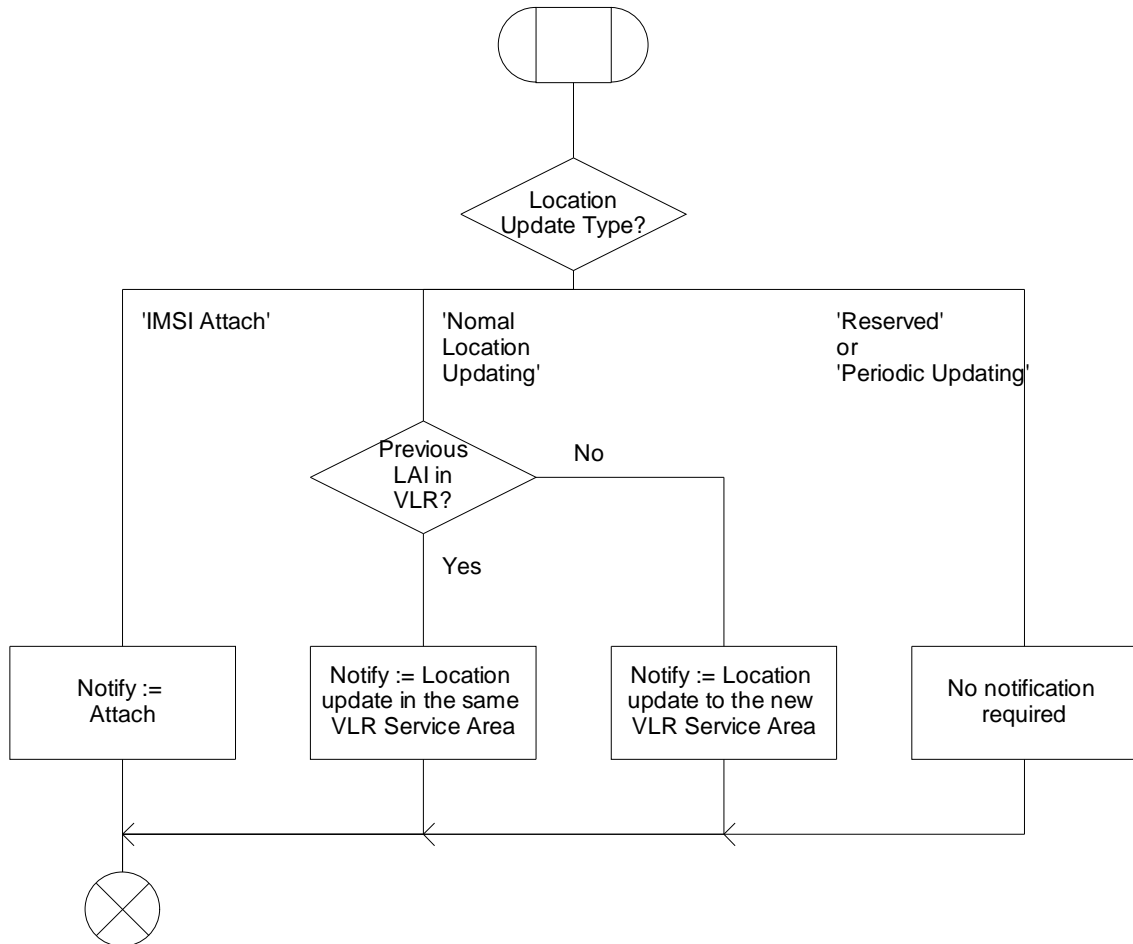 Location
Update Type?
'IMSI Attach'
'Nomal
Location
Updating'
'Reserved'
or
'Periodic Updating'
Previous
LAI in
VLR?
No
Yes
Notify :=
Attach
Notify := Location
update in the same
VLR Service Area
Notify := Location
update to the new
VLR Service Area
No notification
required